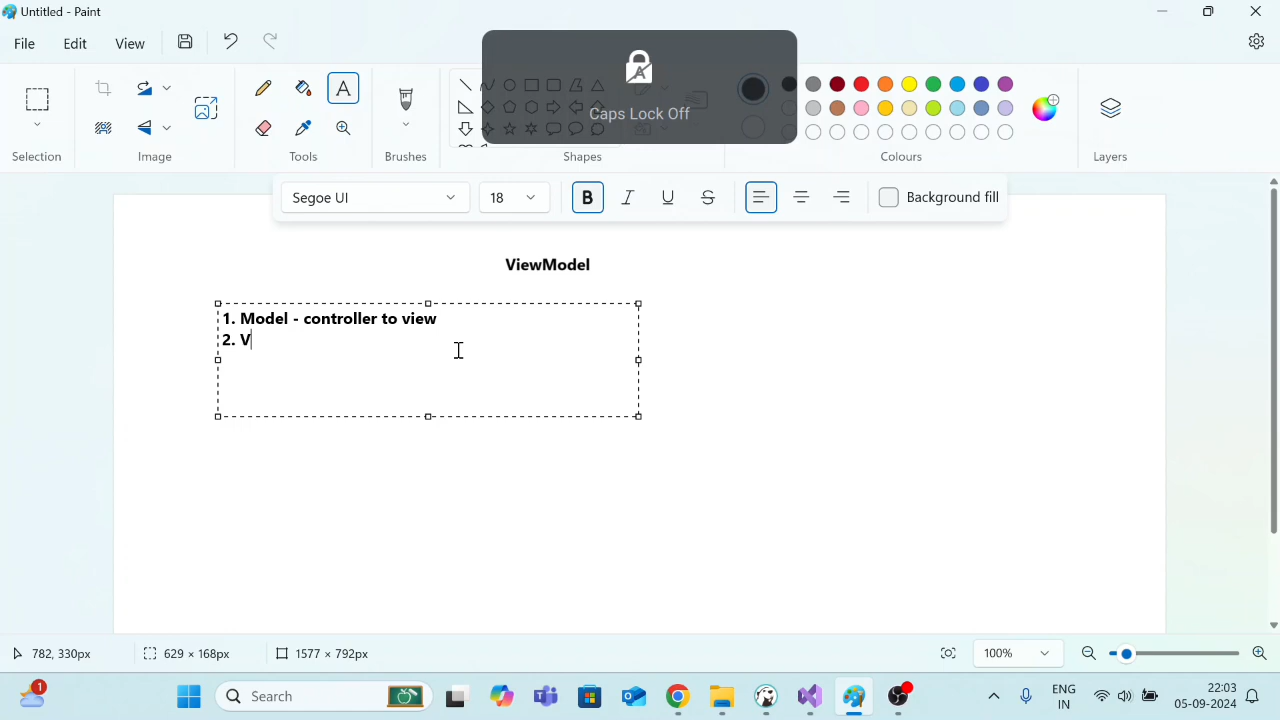 Untitled - Paint
File Edit View
Caps Lock Off
Selection Image Tools Brushes Shapes Colours Layers
Segoe UI 18 B I U S Background fill
ViewModel
1. Model - controller to view
2. V
782, 330px 629 × 168px 1577 × 792px 100%
1 Search ENG 22:03
IN 05-09-2024